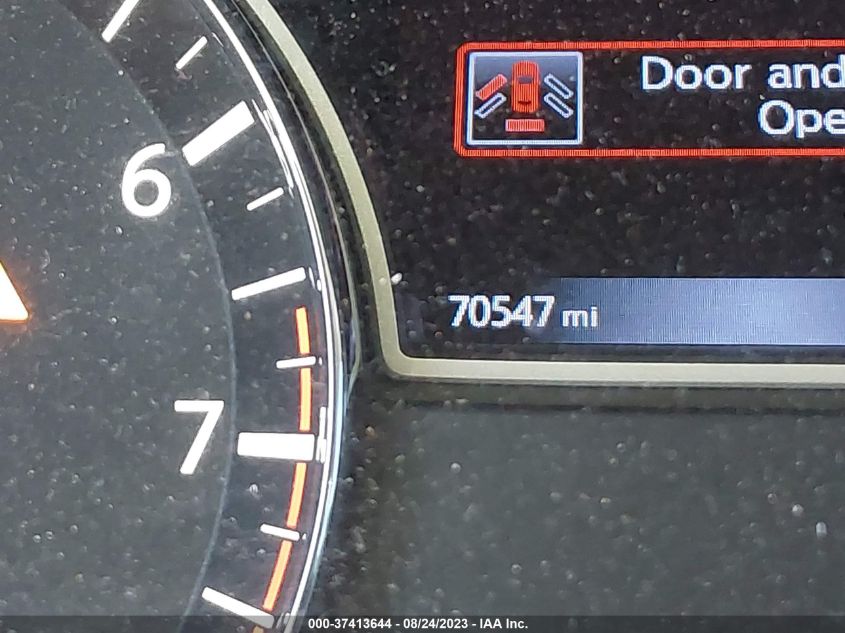 Door and
Ope
6
70547 mi
7
000-37413644 - 08/24/2023 - IAA Inc.